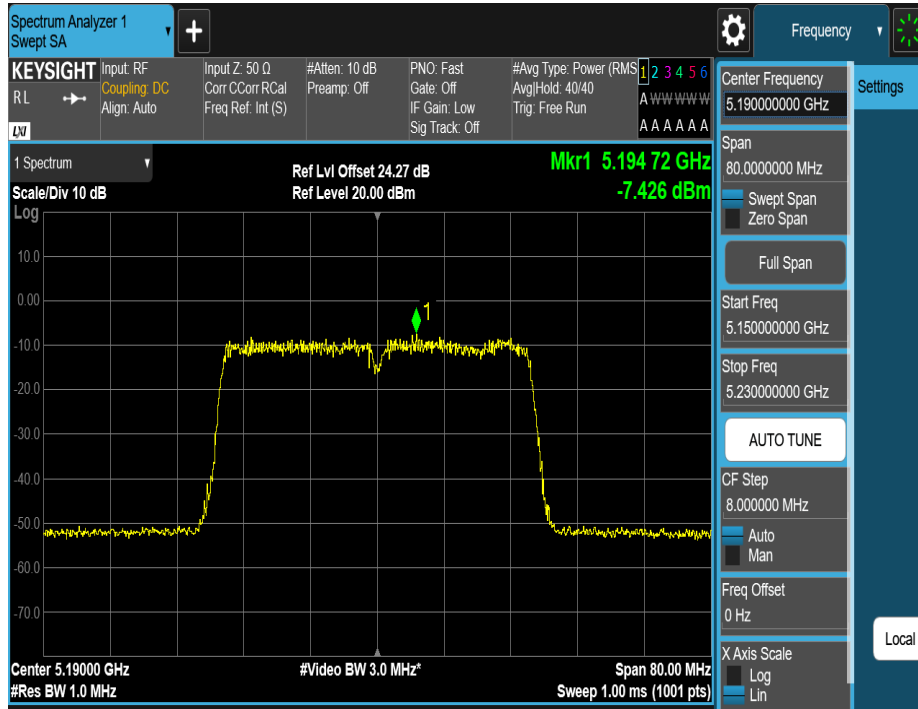 Spectrum Analyzer 1
Swept SA
+
Frequency
KEYSIGHT
R L
LXI
Input: RF
Coupling: DC
Align: Auto
Input Z: 50 Ω
Corr CCorr RCal
Freq Ref: Int (S)
#Atten: 10 dB
Preamp: Off
PNO: Fast
Gate: Off
IF Gain: Low
Sig Track: Off
#Avg Type: Power (RMS
Avg|Hold: 40/40
Trig: Free Run
1 2 3 4 5 6
A W W W W W
A A A A A A
1 Spectrum
Scale/Div 10 dB
Log
Ref Lvl Offset 24.27 dB
Ref Level 20.00 dBm
Mkr1 5.194 72 GHz
-7.426 dBm
10.0
0.00
-10.0
-20.0
-30.0
-40.0
-50.0
-60.0
-70.0
1
Center 5.19000 GHz
#Res BW 1.0 MHz
#Video BW 3.0 MHz*
Span 80.00 MHz
Sweep 1.00 ms (1001 pts)
Center Frequency
5.190000000 GHz
Span
80.0000000 MHz
Swept Span
Zero Span
Full Span
Start Freq
5.150000000 GHz
Stop Freq
5.230000000 GHz
AUTO TUNE
CF Step
8.000000 MHz
Auto
Man
Freq Offset
0 Hz
X Axis Scale
Log
Lin
Settings
Local